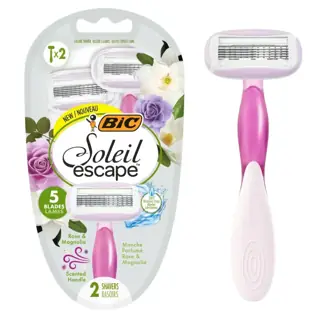 x2
NEW! / NOUVEAU!
BIC
Soleil
escape
5
BLADES
LAMES
Rose &
Magnolia
Scented
Handle
Manche
Parfumé
Rose &
Magnolia
2 SHAVERS
RASOIRS